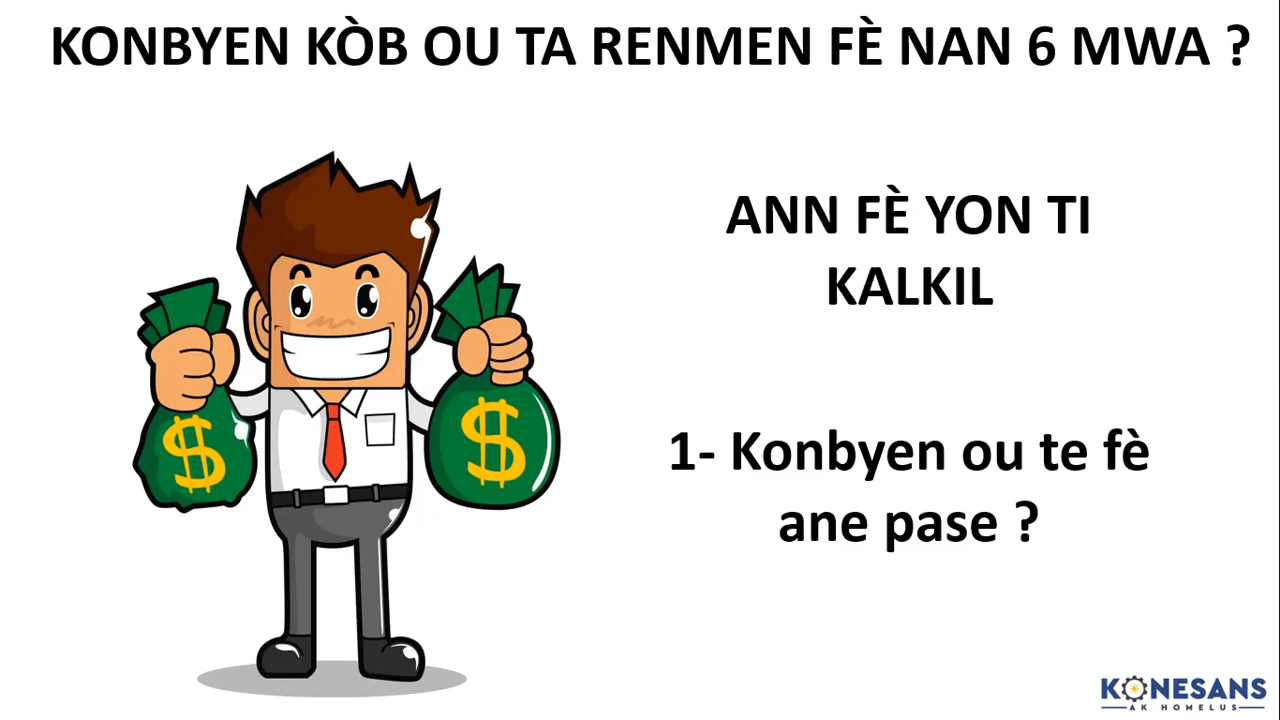 KONBYEN KÒB OU TA RENMEN FÈ NAN 6 MWA ?
ANN FÈ YON TI
KALKIL
1- Konbyen ou te fè
ane pase ?
$ $
KONESANS
AK HOMELUS